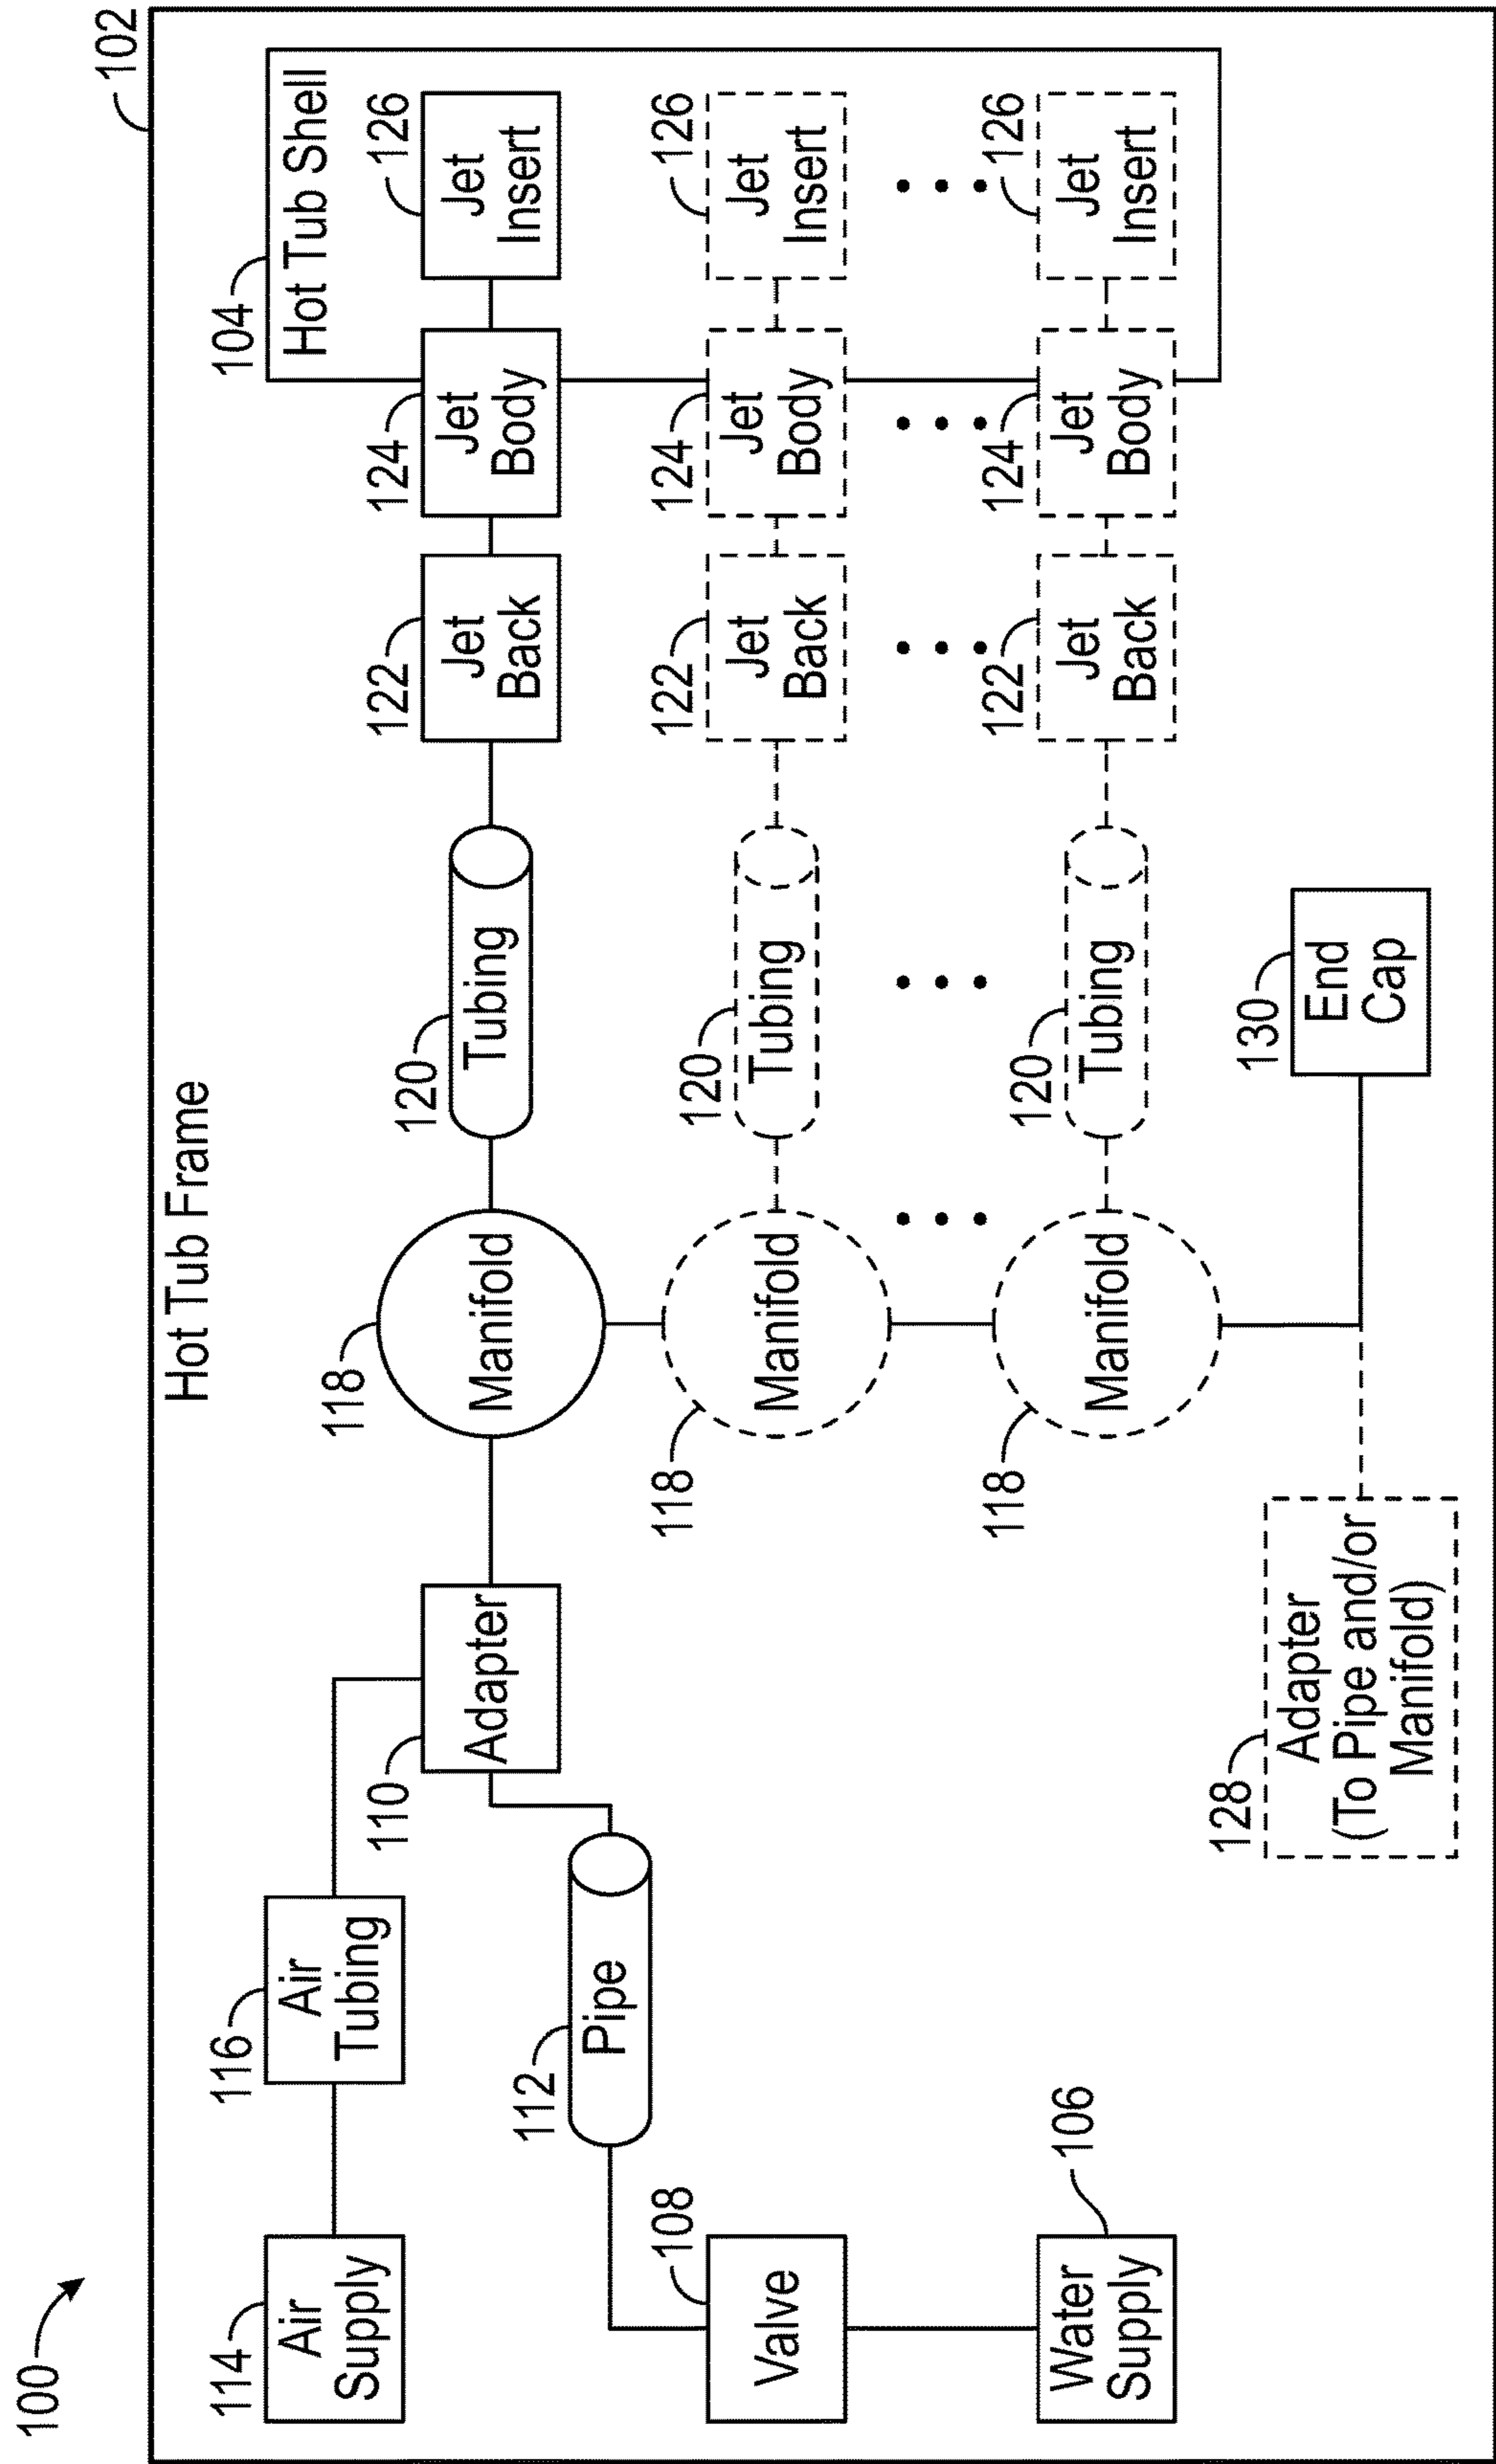 100
102
Hot Tub Frame
104
Hot Tub Shell
114
Air
Supply
116
Air
Tubing
110
Adapter
118
Manifold
120
Tubing
122
Jet
Back
124
Jet
Body
126
Jet
Insert
112
Pipe
108
Valve
118
Manifold
120
Tubing
122
Jet
Back
124
Jet
Body
126
Jet
Insert
106
Water
Supply
118
Manifold
120
Tubing
122
Jet
Back
124
Jet
Body
126
Jet
Insert
128
Adapter
(To Pipe and/or
Manifold)
130
End
Cap